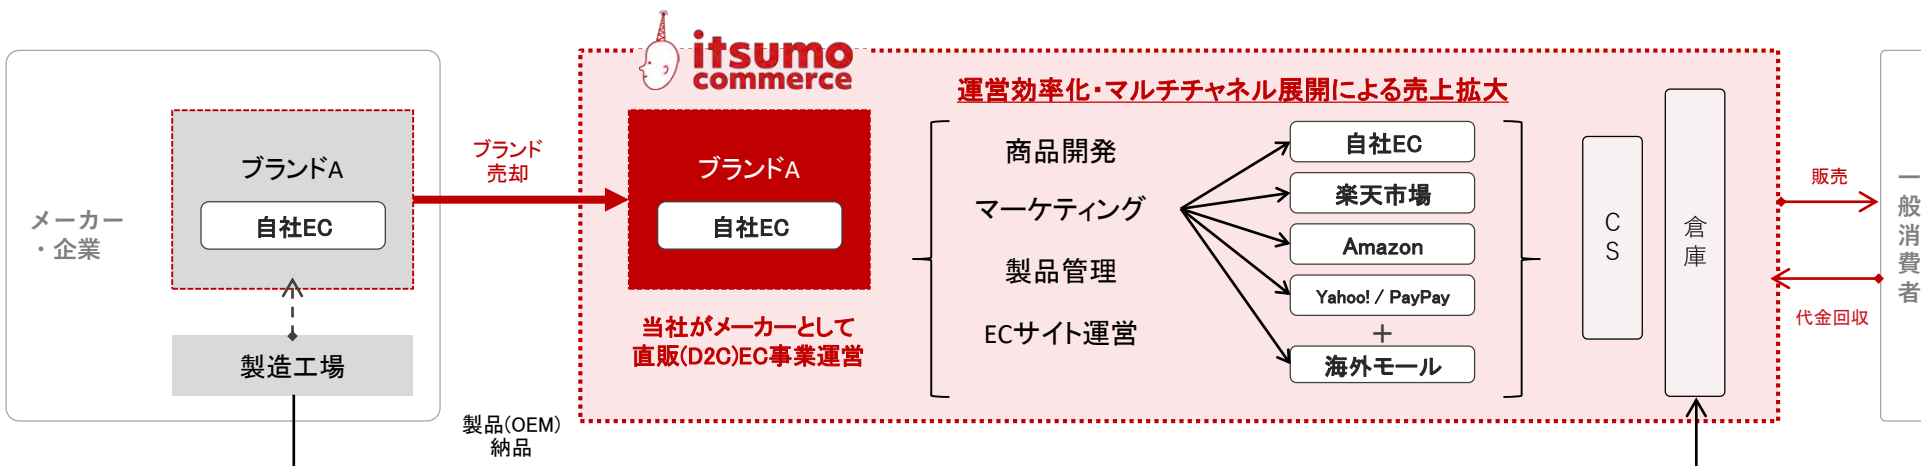 メーカー
・企業
ブランドA
自社EC
製造工場
ブランド
売却
製品(OEM)
納品
itsumo
commerce
ブランドA
自社EC
当社がメーカーとして
直販(D2C)EC事業運営
運営効率化・マルチチャネル展開による売上拡大
商品開発
マーケティング
製品管理
ECサイト運営
自社EC
楽天市場
Amazon
Yahoo! / PayPay
+
海外モール
CS
倉庫
販売
代金回収
一般消費者